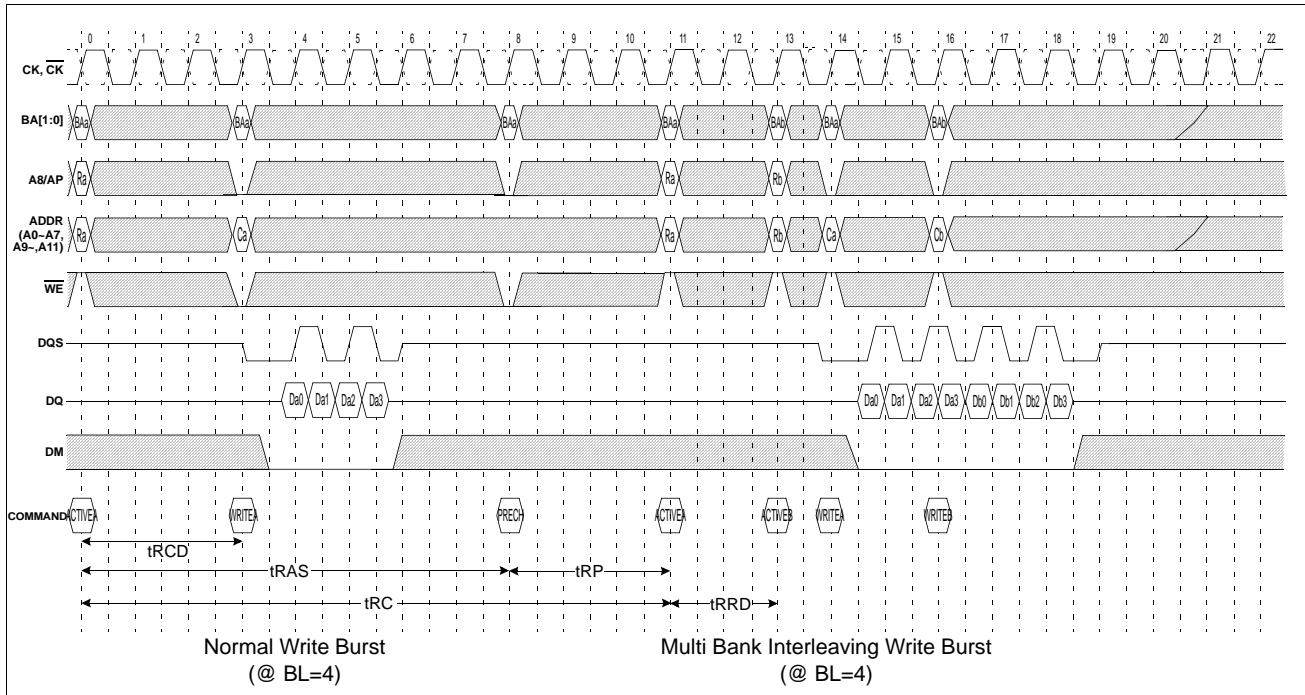 0 1 2 3 4 5 6 7 8 9 10 11 12 13 14 15 16 17 18 19 20 21 22
CK, CK
BA[1:0] BAa BAa BAa BAa BAb BAa BAb
A8/AP Ra Ra Rb
ADDR
(A0~A7,
A9~,A11)
Ra Ca Ra Rb Ca Cb
WE
DQS
DQ Da0 Da1 Da2 Da3 Da0 Da1 Da2 Da3 Db0 Db1 Db2 Db3
DM
COMMAND ACTIVEA WRITEA PRECH ACTIVEA ACTIVEB WRITEA WRITEB
tRCD
tRAS tRP
tRC tRRD
Normal Write Burst
(@ BL=4)
Multi Bank Interleaving Write Burst
(@ BL=4)